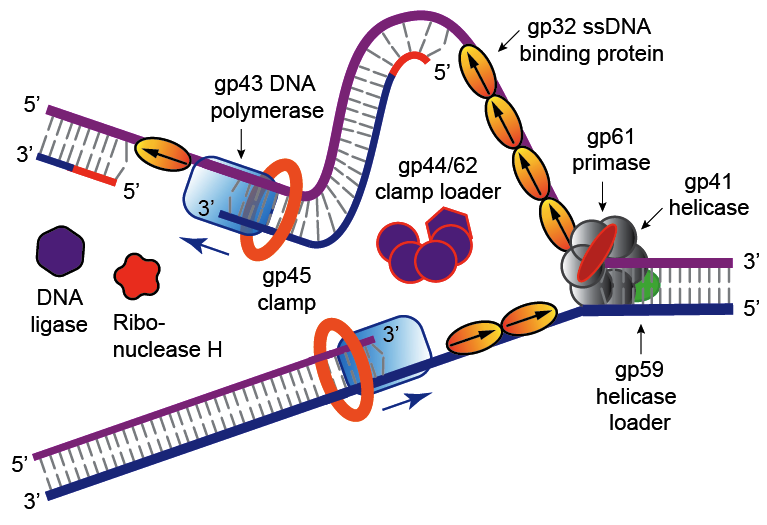 gp32 ssDNA
binding protein
5’
gp43 DNA
polymerase
5’
3’
5’
3’
gp44/62
clamp loader
gp61
primase
gp41
helicase
gp45
clamp
3’
5’
DNA
ligase
Ribo-
nuclease H
3’
gp59
helicase
loader
5’
3’